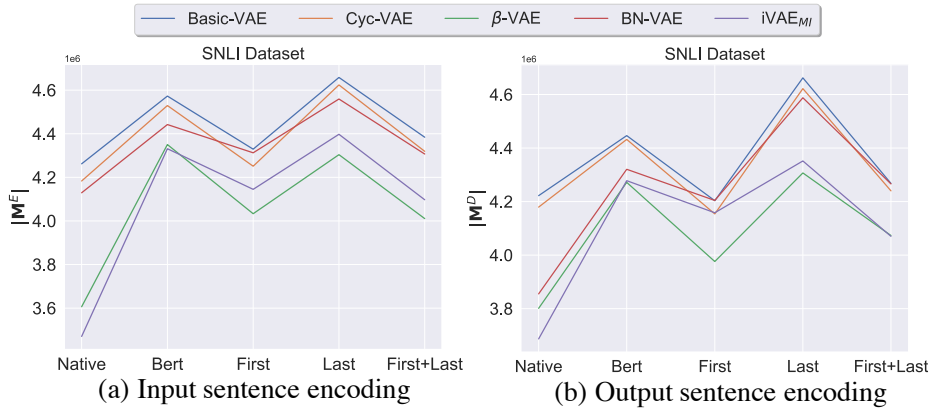 Basic-VAE Cyc-VAE β-VAE BN-VAE iVAE_MI
SNLI Dataset
1e6
4.6
4.4
4.2
4.0
3.8
3.6
|M^E|
Native Bert First Last First+Last
(a) Input sentence encoding
SNLI Dataset
1e6
4.6
4.4
4.2
4.0
3.8
|M^D|
Native Bert First Last First+Last
(b) Output sentence encoding